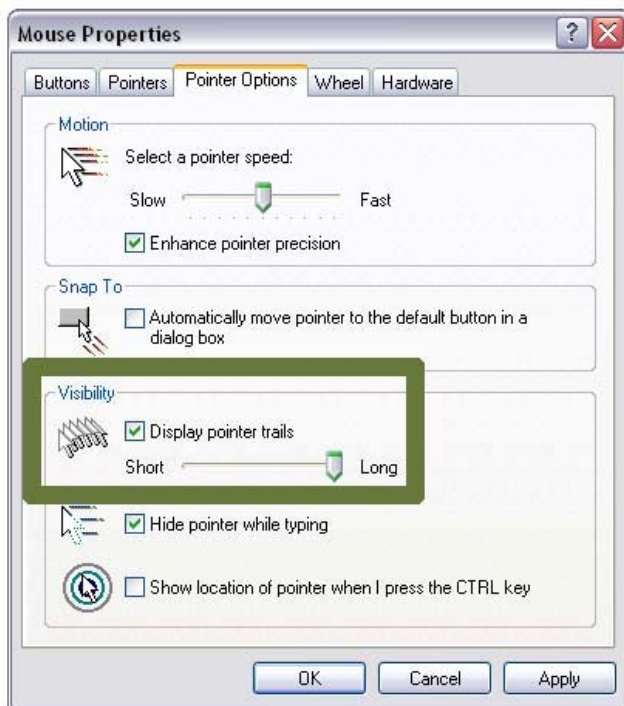 Mouse Properties
?
Buttons Pointers Pointer Options Wheel Hardware
Motion
Select a pointer speed:
Slow Fast
Enhance pointer precision
Snap To
Automatically move pointer to the default button in a
dialog box
Visibility
Display pointer trails
Short Long
Hide pointer while typing
Show location of pointer when I press the CTRL key
OK Cancel Apply